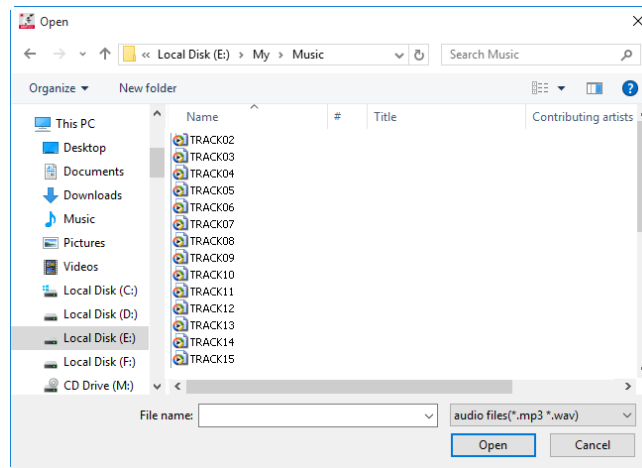 Open
« Local Disk (E:) > My > Music
Search Music
Organize
New folder
Name
#
Title
Contributing artists
This PC
Desktop
Documents
Downloads
Music
Pictures
Videos
Local Disk (C:)
Local Disk (D:)
Local Disk (E:)
Local Disk (F:)
CD Drive (M:)
TRACK02
TRACK03
TRACK04
TRACK05
TRACK06
TRACK07
TRACK08
TRACK09
TRACK10
TRACK11
TRACK12
TRACK13
TRACK14
TRACK15
File name:
audio files(*.mp3 *.wav)
Open
Cancel